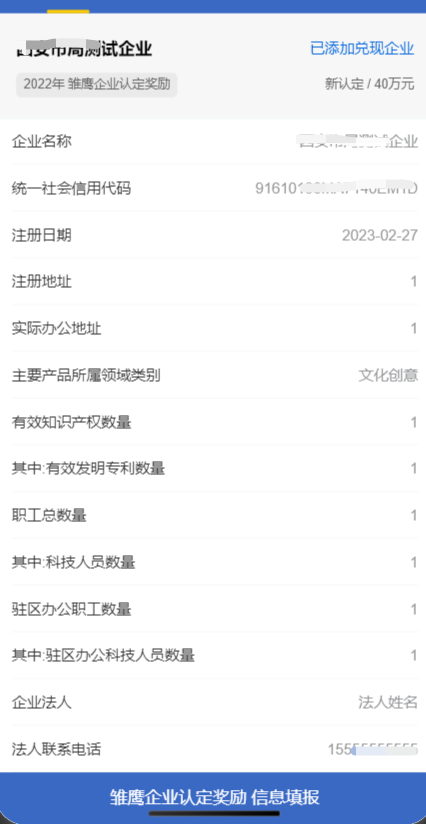 测试企业
已添加兑现企业
2022年 雏鹰企业认定奖励
新认定 / 40万元
企业名称
企业
统一社会信用代码
91610
注册日期
2023-02-27
注册地址
1
实际办公地址
1
主要产品所属领域类别
文化创意
有效知识产权数量
1
其中:有效发明专利数量
1
职工总数量
1
其中:科技人员数量
1
驻区办公职工数量
1
其中:驻区办公科技人员数量
1
企业法人
法人姓名
法人联系电话
155
雏鹰企业认定奖励 信息填报